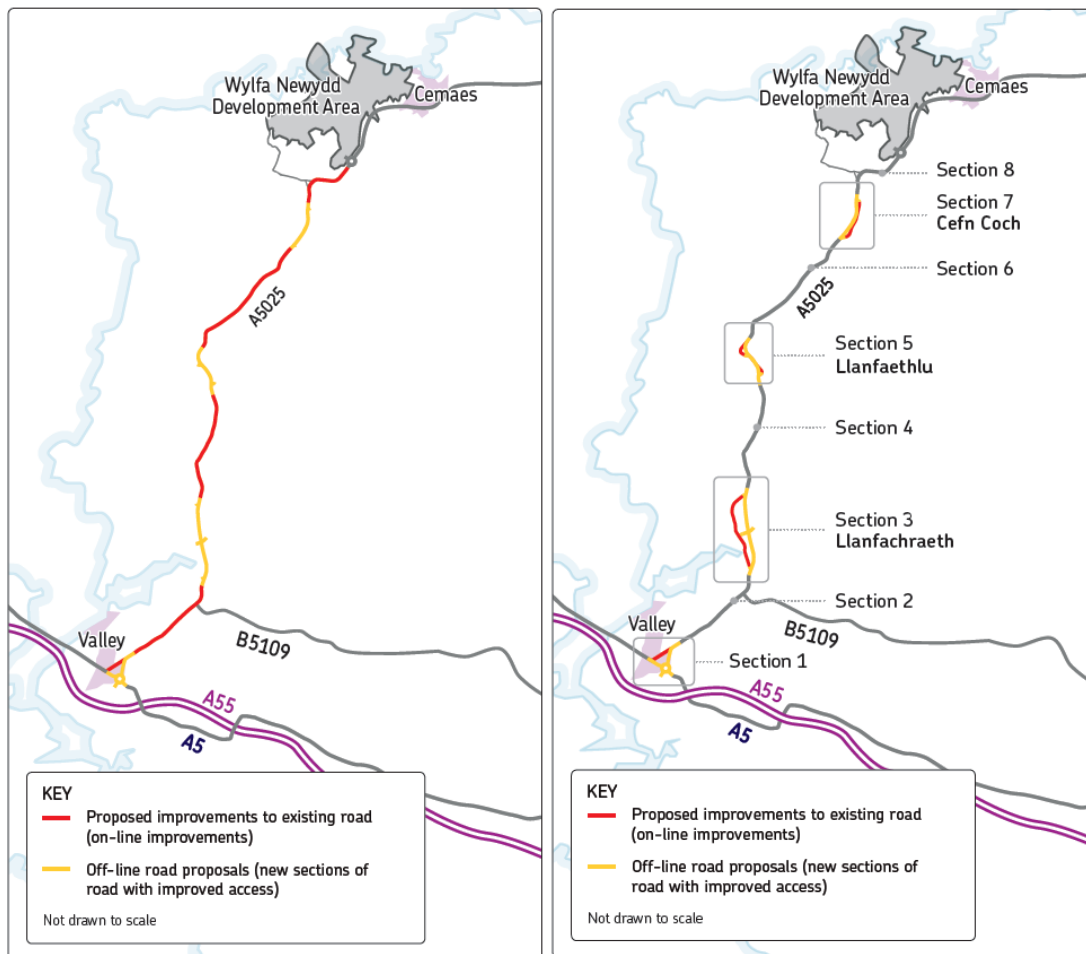 Wylfa Newydd
Development Area
Cemaes
A5025
Valley
B5109
A55
A5
KEY
Proposed improvements to existing road
(on-line improvements)
Off-line road proposals (new sections of
road with improved access)
Not drawn to scale
Wylfa Newydd
Development Area
Cemaes
Section 8
Section 7
Cefn Coch
Section 6
A5025
Section 5
Llanfaethlu
Section 4
Section 3
Llanfachraeth
Section 2
Valley
B5109
Section 1
A55
A5
KEY
Proposed improvements to existing road
(on-line improvements)
Off-line road proposals (new sections of
road with improved access)
Not drawn to scale